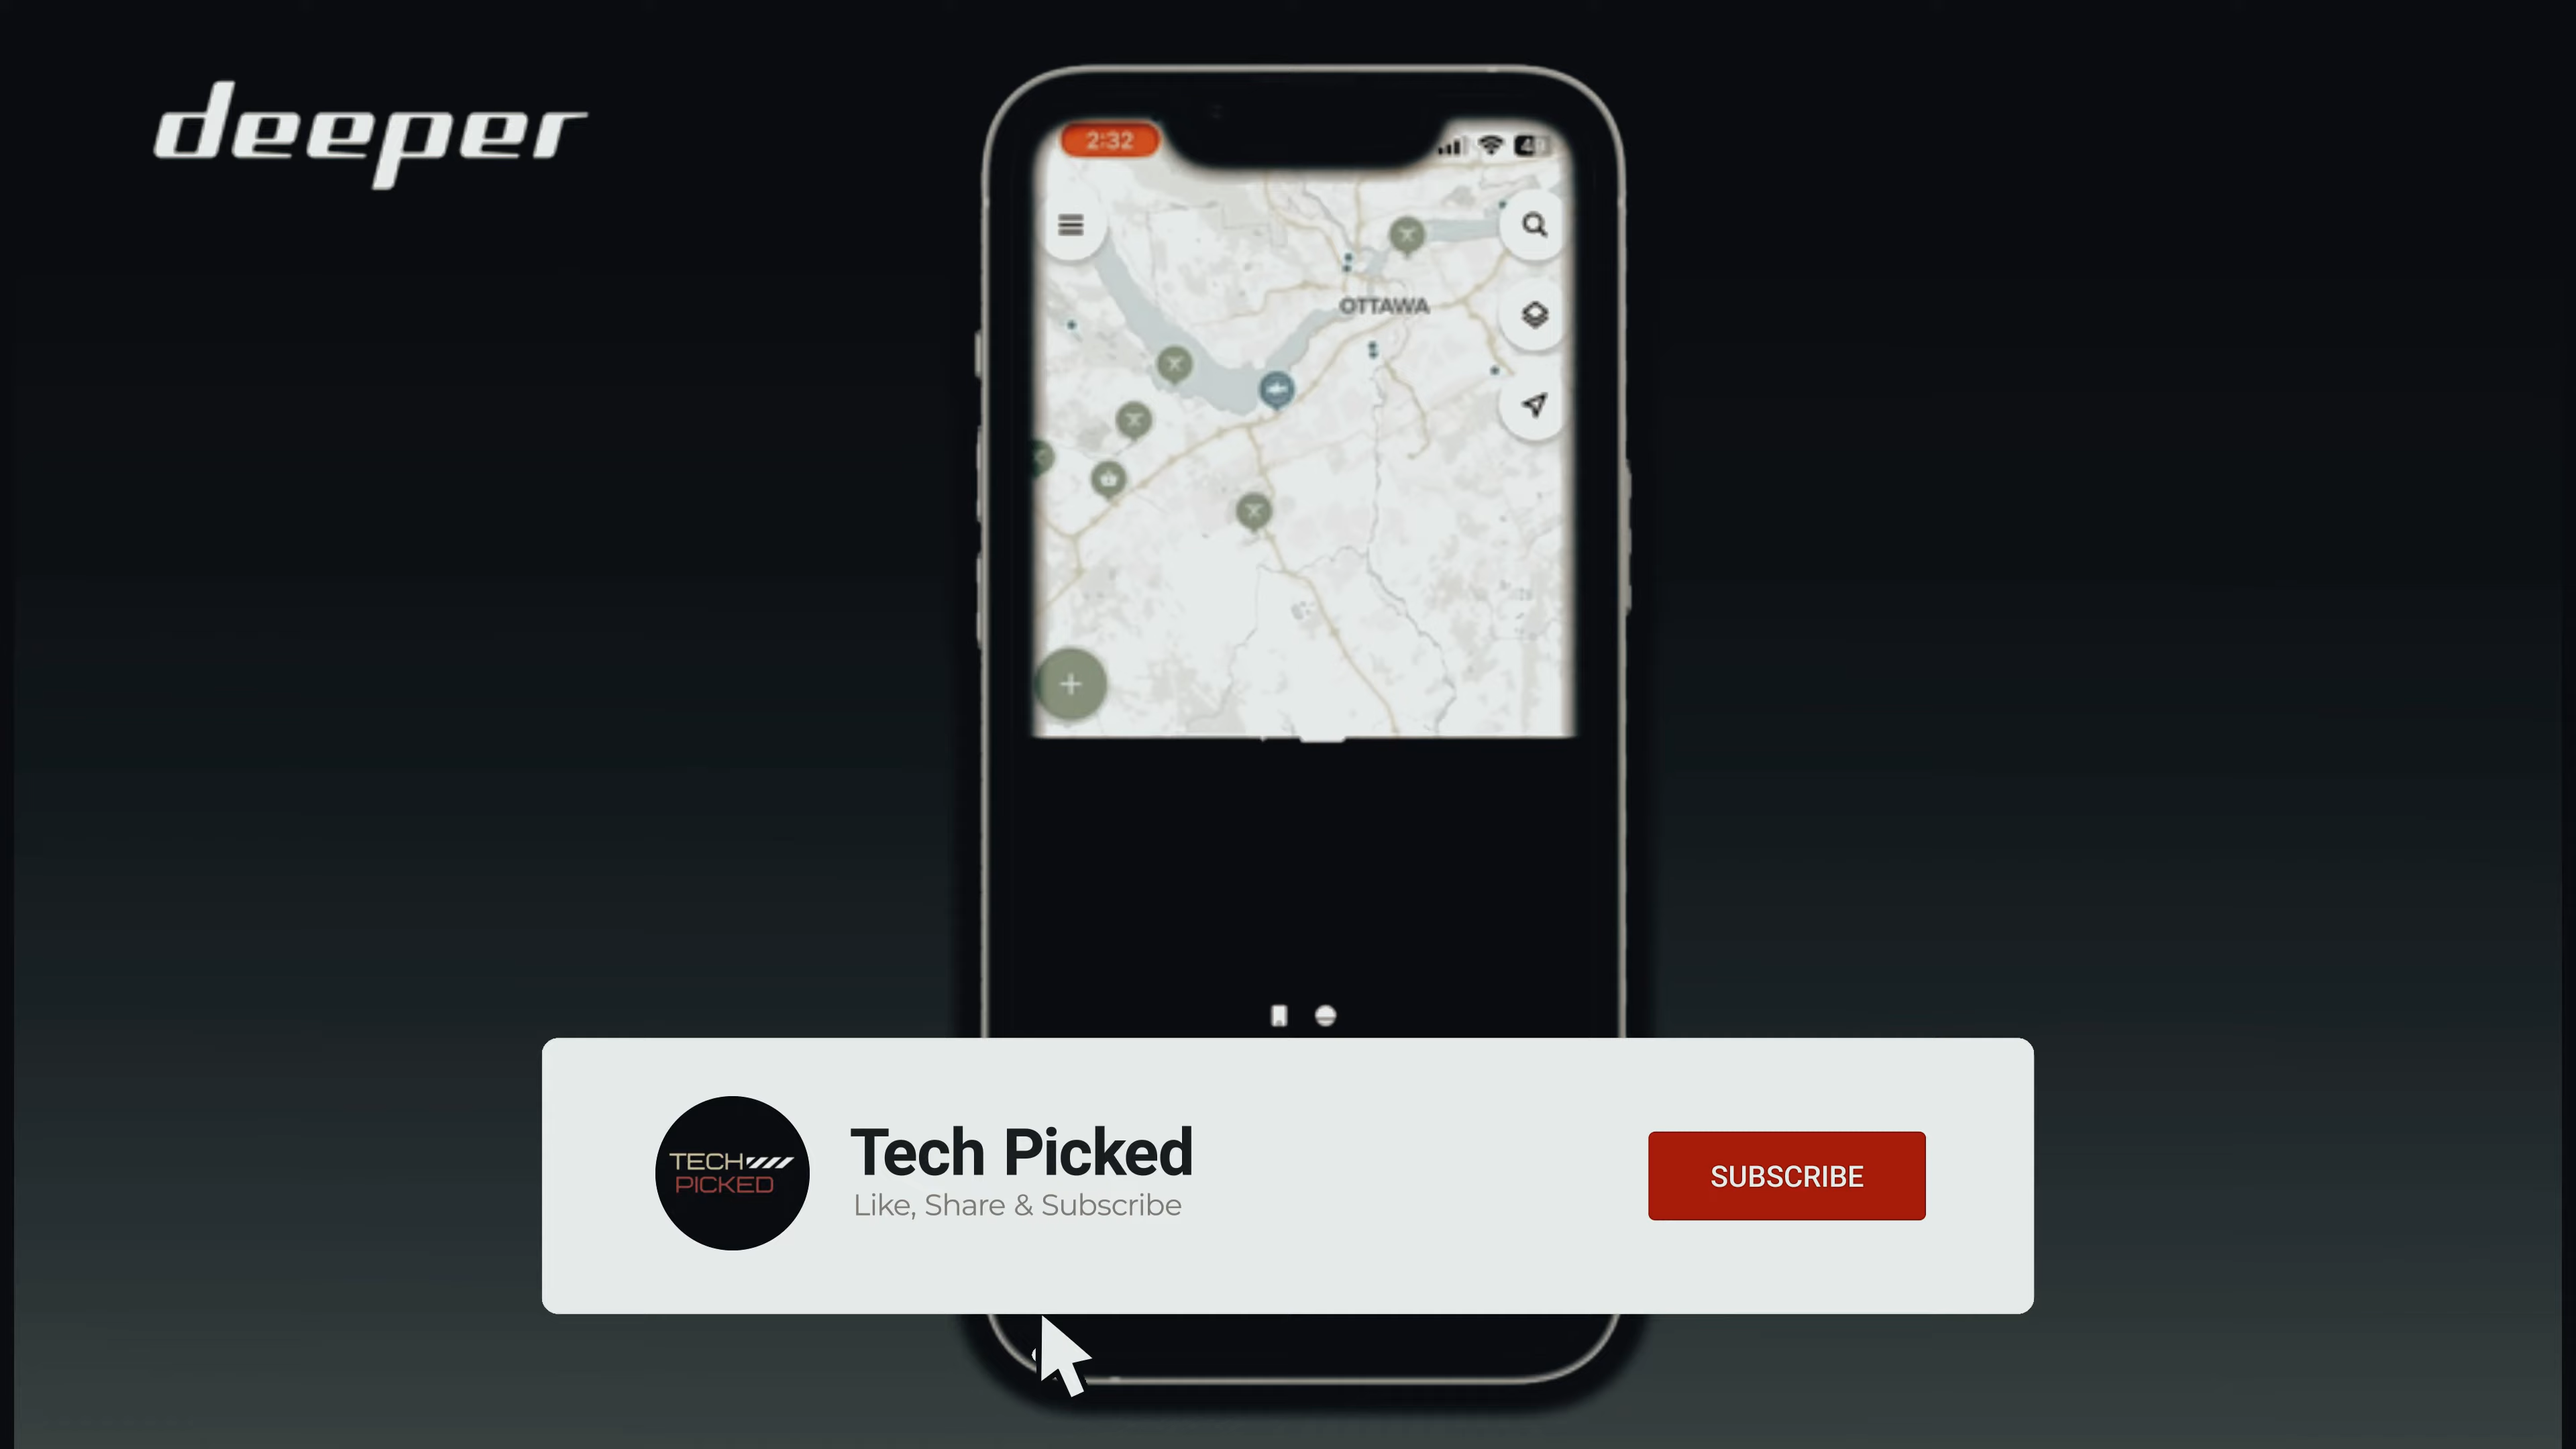 deeper
2:32
OTTAWA
TECH
PICKED
Tech Picked
Like, Share & Subscribe
SUBSCRIBE